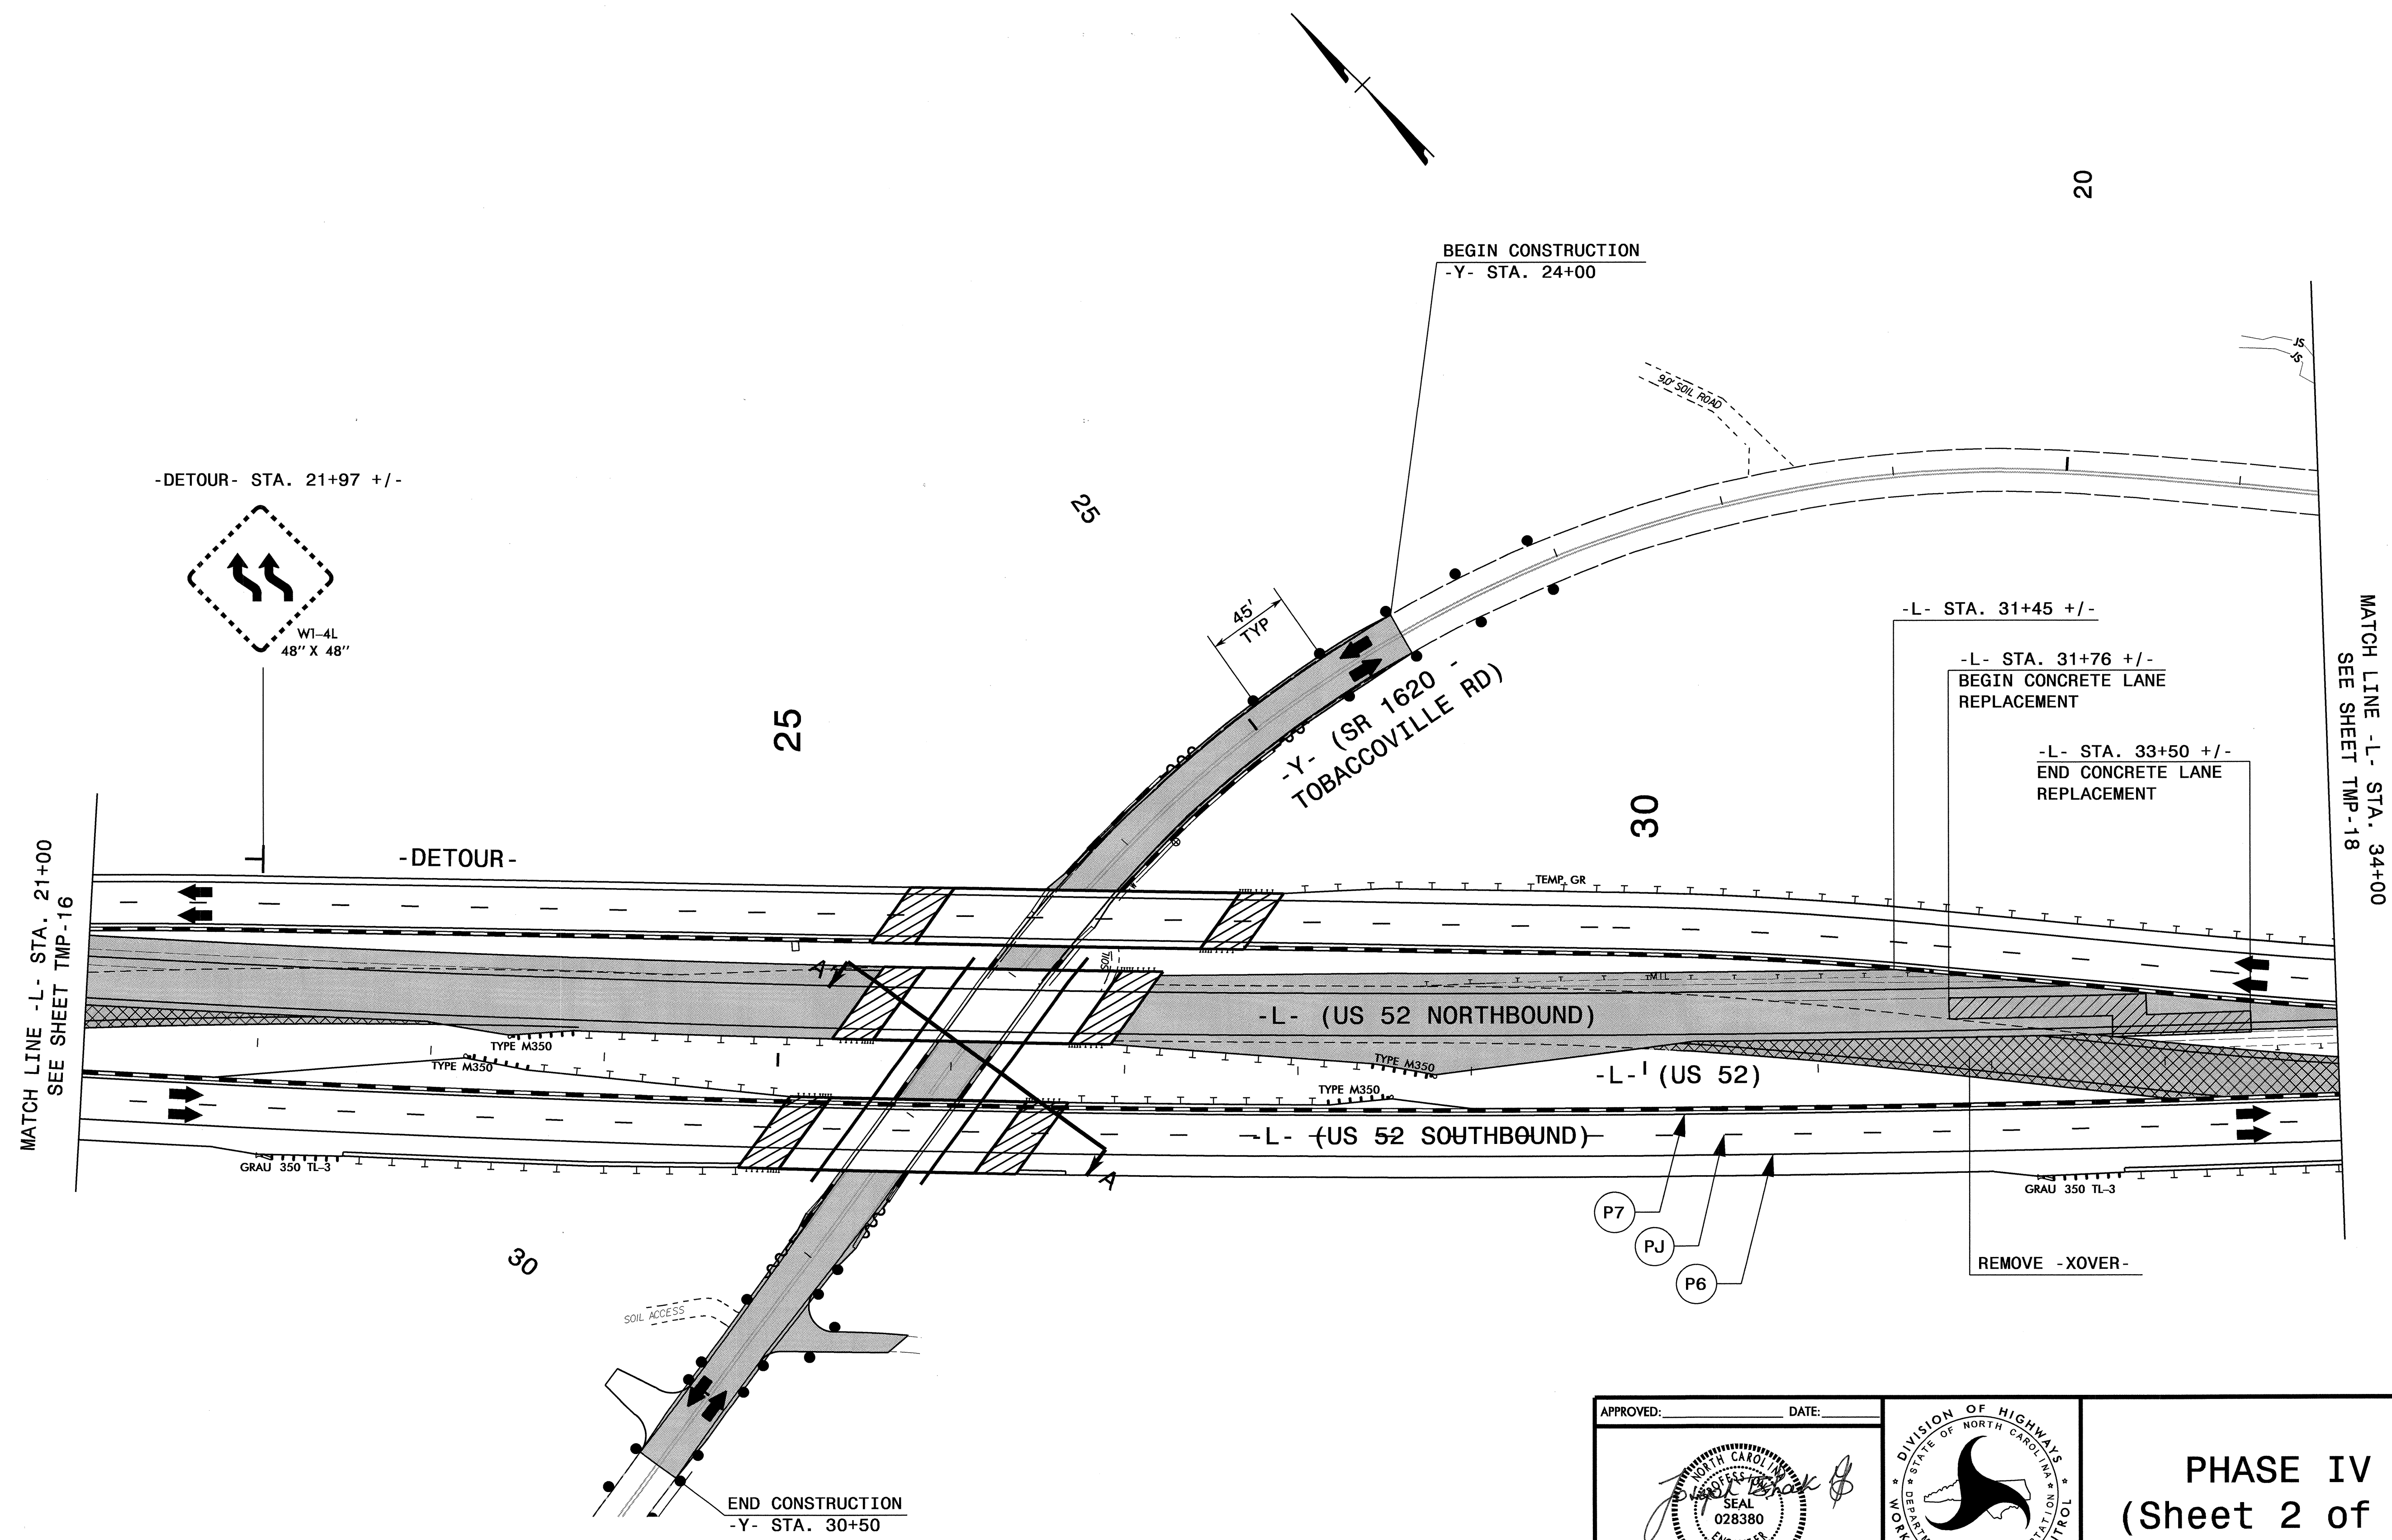 20
BEGIN CONSTRUCTION
-Y- STA. 24+00
JS
JS
9.0' SOIL ROAD
-DETOUR- STA. 21+97 +/-
W1-4L
48" X 48"
25
45'
TYP
-Y- (SR 1620 -
TOBACCOVILLE RD)
-L- STA. 31+45 +/-
-L- STA. 31+76 +/-
BEGIN CONCRETE LANE
REPLACEMENT
-L- STA. 33+50 +/-
END CONCRETE LANE
REPLACEMENT
MATCH LINE -L- STA. 34+00
SEE SHEET TMP-18
25
30
MATCH LINE -L- STA. 21+00
SEE SHEET TMP-16
-DETOUR-
TEMP. GR
A
SOIL
MTL
-L- (US 52 NORTHBOUND)
TYPE M350
TYPE M350
TYPE M350
TYPE M350
-L- (US 52)
-L- (US 52 SOUTHBOUND)
A
GRAU 350 TL-3
GRAU 350 TL-3
P7
PJ
P6
REMOVE -XOVER-
30
SOIL ACCESS
END CONSTRUCTION
-Y- STA. 30+50
APPROVED:
DATE:
NORTH CAROLINA
PROFESSIONAL
SEAL
028380
ENGINEER
DIVISION OF HIGHWAYS
STATE OF NORTH CAROLINA
PHASE IV
(Sheet 2 of